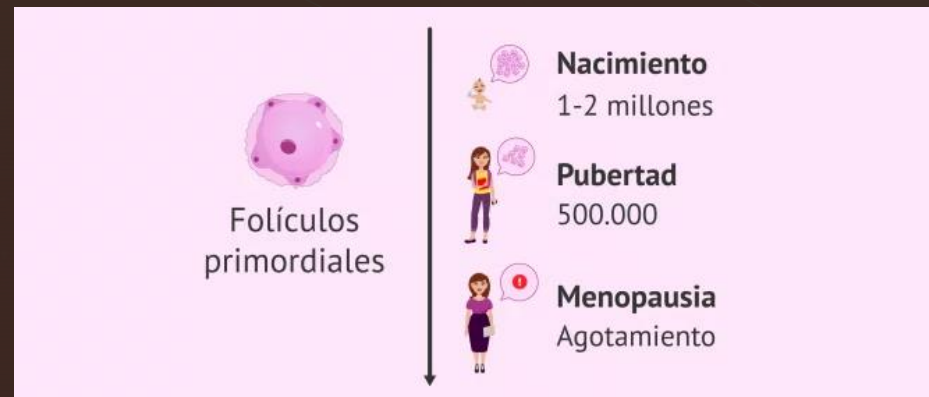 Folículos
primordiales
Nacimiento
1-2 millones
Pubertad
500.000
Menopausia
Agotamiento